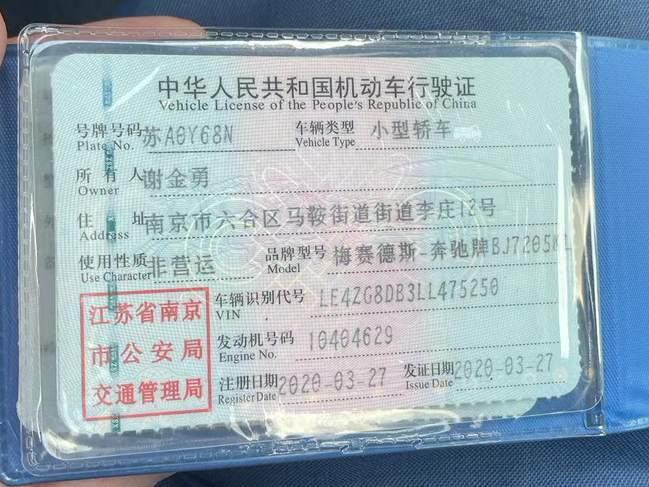 中华人民共和国机动车行驶证
Vehicle License of the People's Republic of China
号牌号码 苏A0Y68N 车辆类型 小型轿车
Plate No. Vehicle Type
所有人 谢金勇
Owner
住址 南京市六合区马鞍街道街道李庄12号
Address
使用性质 非营运 品牌型号 梅赛德斯-奔驰牌BJ7205
Use Character Model
江苏省南京
市公安局
交通管理局
车辆识别代号 LE4ZG8DB3LL475250
VIN
发动机号码 10404629
Engine No.
注册日期 2020-03-27 发证日期 2020-03-27
Register Date Issue Date